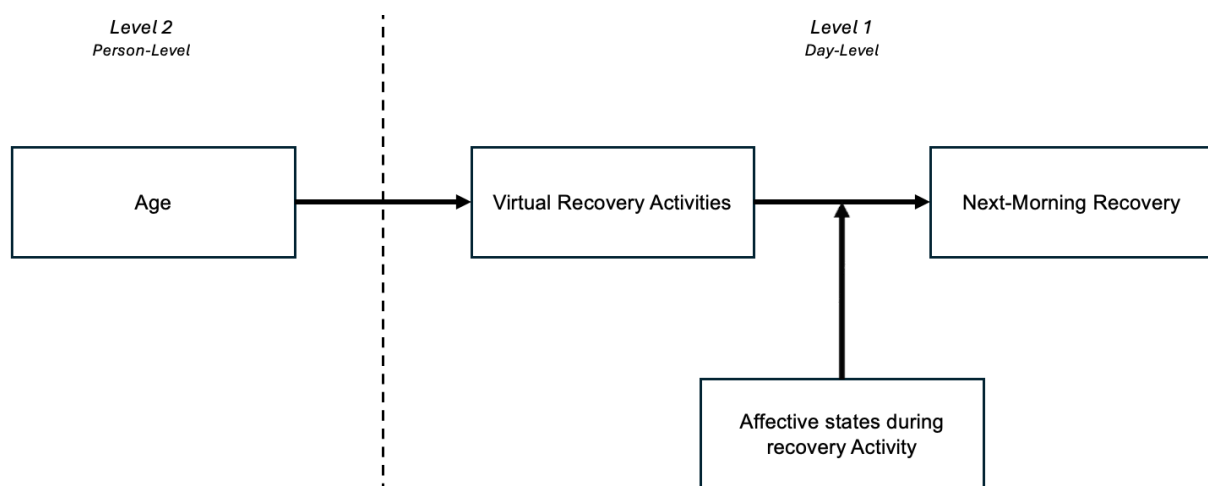 Level 2
Person-Level
Level 1
Day-Level
Age
Virtual Recovery Activities
Next-Morning Recovery
Affective states during
recovery Activity